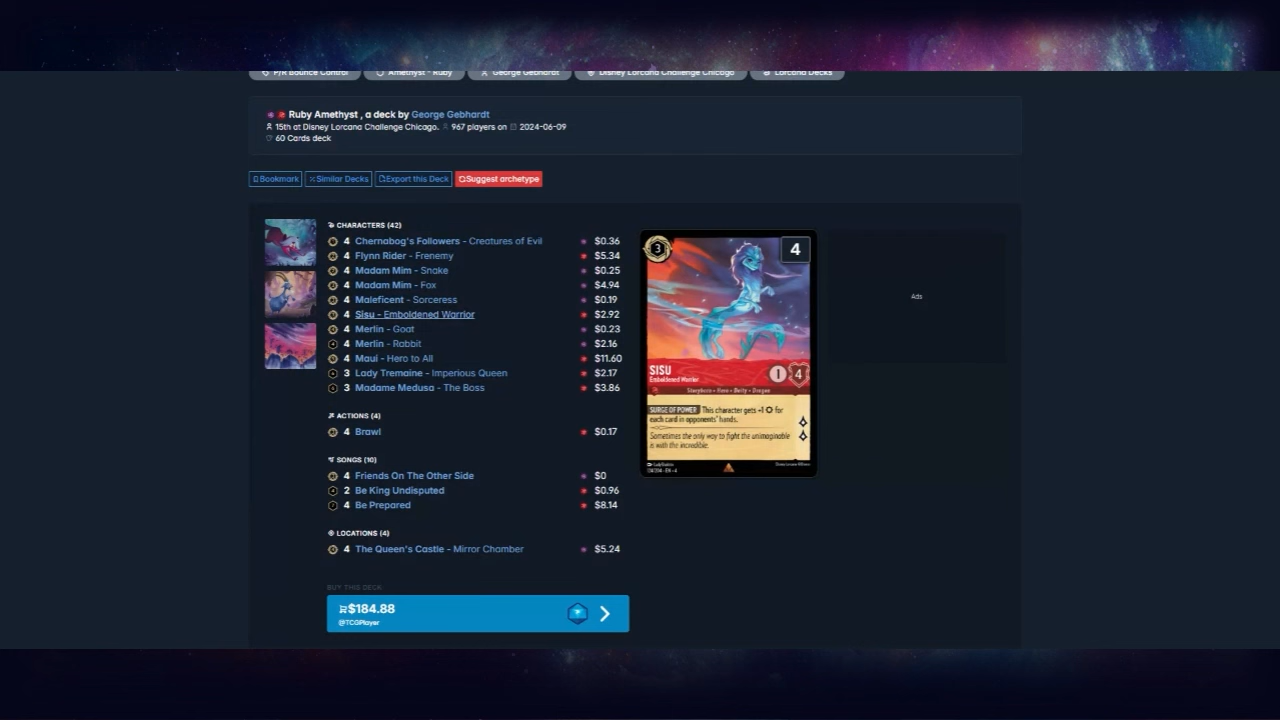 P/R Bounce Control Amethyst - Ruby George Gebhardt Disney Lorcana Challenge Chicago Lorcana Decks
Ruby Amethyst , a deck by George Gebhardt
15th at Disney Lorcana Challenge Chicago. 967 players on 2024-06-09
60 Cards deck
Bookmark Similar Decks Export this Deck Suggest archetype
CHARACTERS (42)
4 Chernabog's Followers - Creatures of Evil $0.36
4 Flynn Rider - Frenemy $5.34
4 Madam Mim - Snake $0.25
4 Madam Mim - Fox $4.94
4 Maleficent - Sorceress $0.19
4 Sisu - Emboldened Warrior $2.92
4 Merlin - Goat $0.23
4 Merlin - Rabbit $2.16
4 Maui - Hero to All $11.60
3 Lady Tremaine - Imperious Queen $2.17
3 Madame Medusa - The Boss $3.86
ACTIONS (4)
4 Brawl $0.17
SONGS (10)
4 Friends On The Other Side $0
2 Be King Undisputed $0.96
4 Be Prepared $8.14
LOCATIONS (4)
4 The Queen's Castle - Mirror Chamber $5.24
BUY THIS DECK
$184.88
@TCGPlayer
3 4
SISU
Emboldened Warrior
1 4
Storyborn • Hero • Deity • Dragon
SURGE OF POWER This character gets +1 for
each card in opponents' hands.
Sometimes the only way to fight the unimaginable
is with the incredible.
Ads